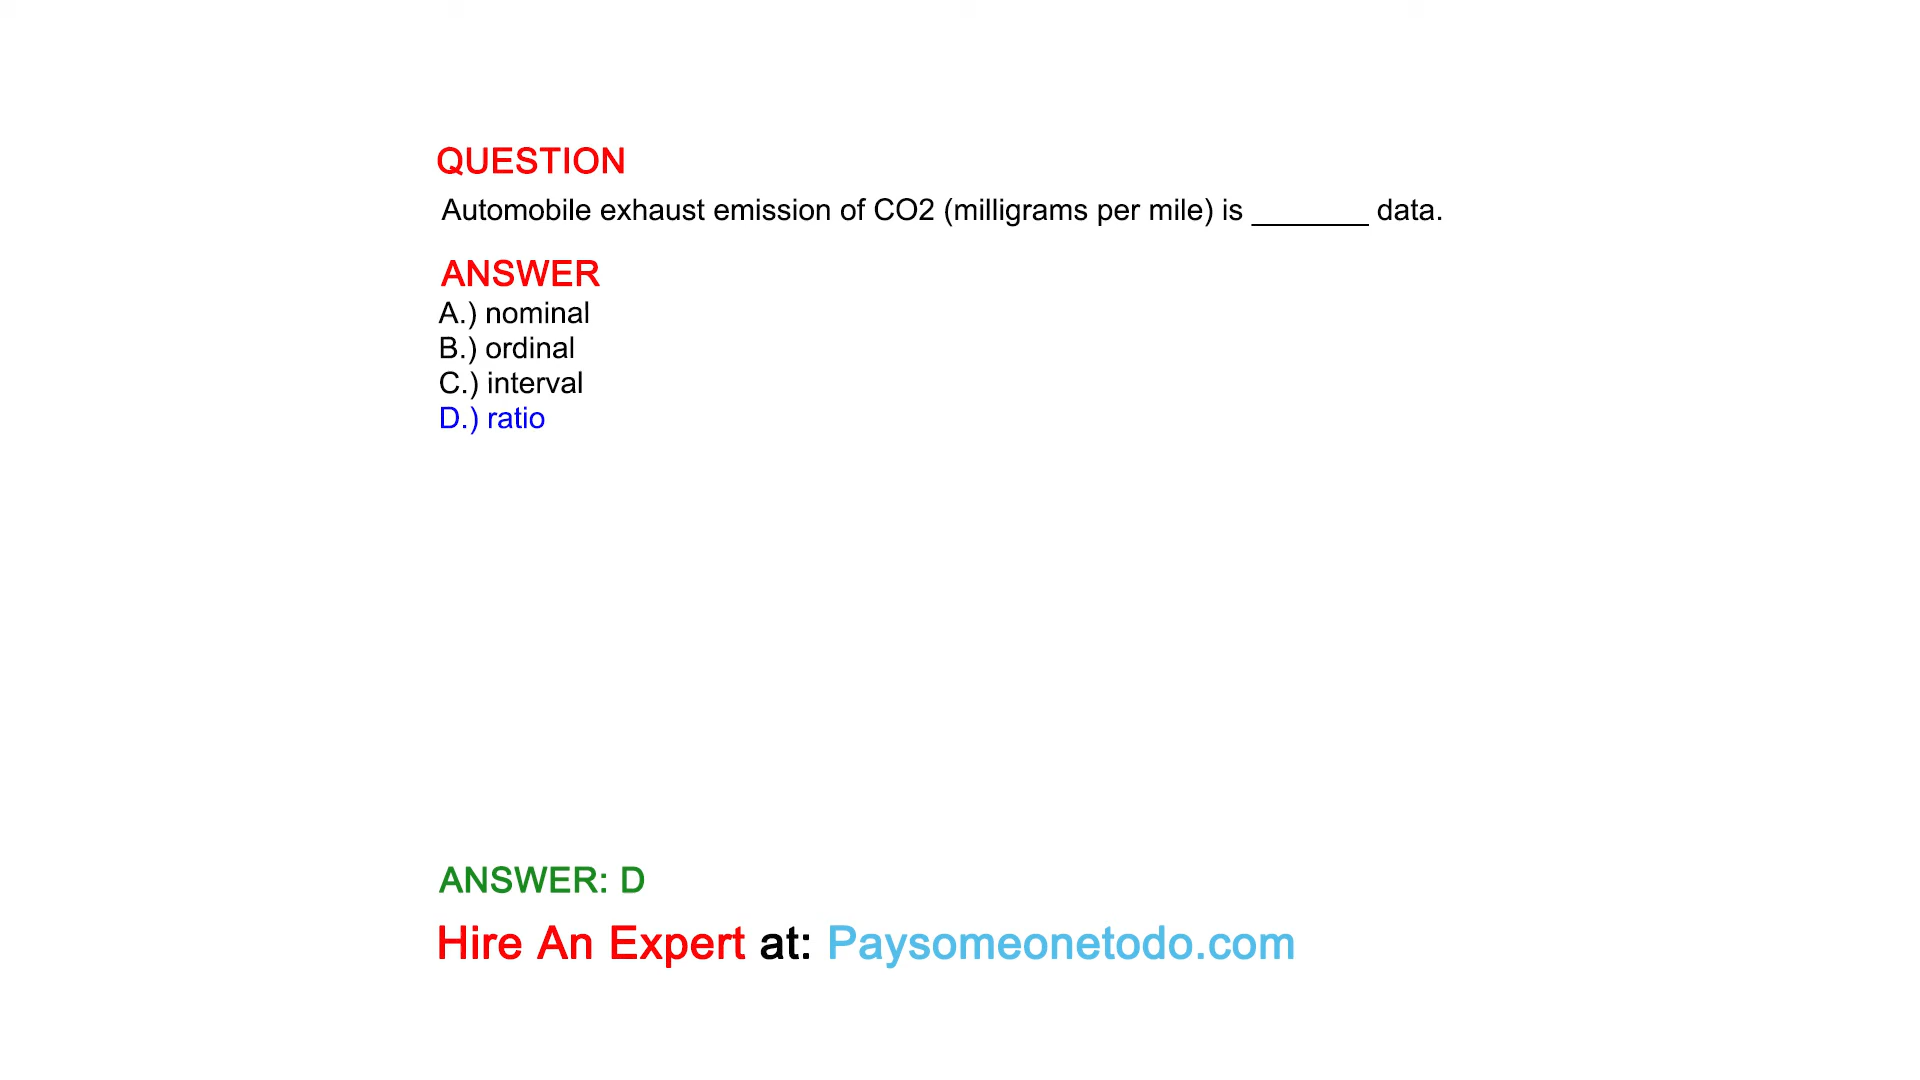 QUESTION
Automobile exhaust emission of CO2 (milligrams per mile) is _______ data.
ANSWER
A.) nominal
B.) ordinal
C.) interval
D.) ratio
ANSWER: D
Hire An Expert at: Paysomeonetodo.com